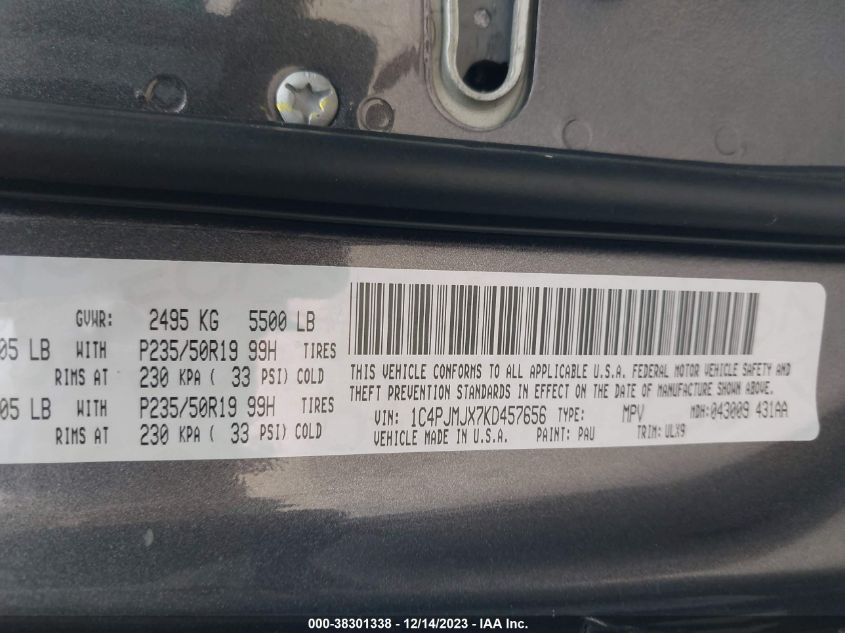 GVWR: 2495 KG 5500 LB
05 LB WITH P235/50R19 99H TIRES
RIMS AT 230 KPA ( 33 PSI) COLD
05 LB WITH P235/50R19 99H TIRES
RIMS AT 230 KPA ( 33 PSI) COLD
THIS VEHICLE CONFORMS TO ALL APPLICABLE U.S.A. FEDERAL MOTOR VEHICLE SAFETY AND
THEFT PREVENTION STANDARDS IN EFFECT ON THE DATE OF MANUFACTURE SHOWN ABOVE.
VIN: 1C4PJMJX7KD457656 TYPE: MPV MDH: 043009 431AA
VEHICLE MADE IN U.S.A. PAINT: PAU TRIM: ULX9
000-38301338 - 12/14/2023 - IAA Inc.